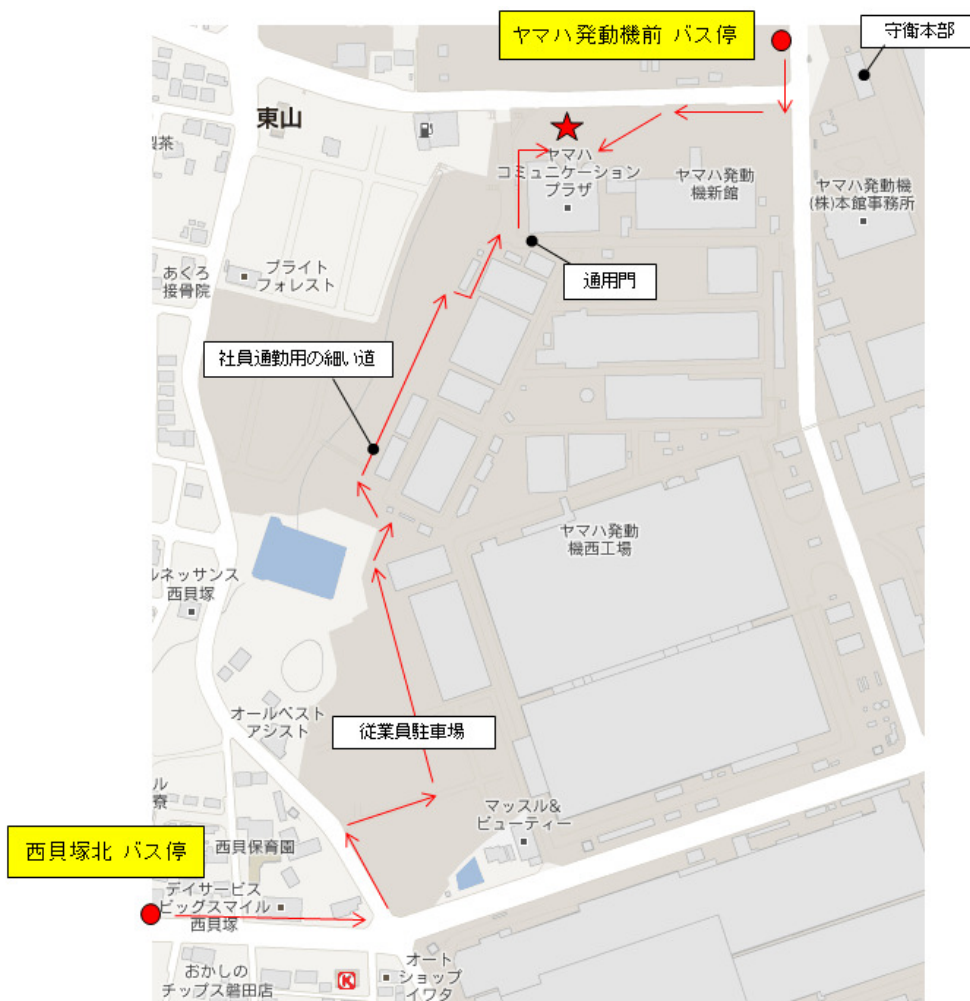 ヤマハ発動機前 バス停
守衛本部
東山
製茶
ヤマハ
コミュニケーション
プラザ
ヤマハ発動
機新館
ヤマハ発動機
(株)本館事務所
通用門
あくろ
接骨院
ブライト
フォレスト
社員通勤用の細い道
ヤマハ発動
機西工場
ルネッサンス
西貝塚
オールベスト
アシスト
従業員駐車場
ル
寮
マッスル&
ビューティー
西貝塚北 バス停
西貝保育園
デイサービス
ビッグスマイル
西貝塚
おかしの
チップス磐田店
K
オート
ショップ
イワタ